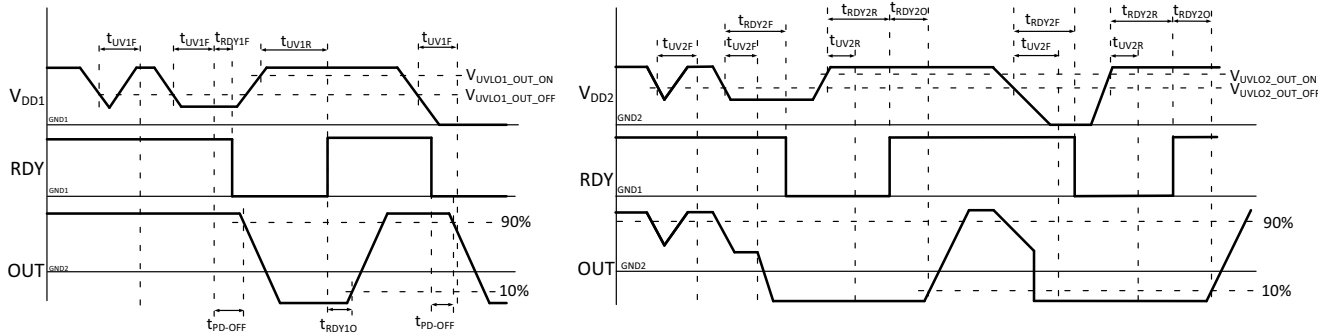 tUV1F
tUV1F
tRDY1F
tUV1R
tUV1F
VDD1
VUVLO1_OUT_ON
VUVLO1_OUT_OFF
GND1
RDY
GND1
90%
OUT
GND2
10%
tPD-OFF
tRDY1O
tPD-OFF
tRDY2R
tRDY2O
tRDY2F
tRDY2F
tRDY2R
tRDY2O
tUV2F
tUV2F
tUV2R
tUV2F
tUV2R
VDD2
VUVLO2_OUT_ON
VUVLO2_OUT_OFF
GND2
RDY
GND1
90%
OUT
GND2
10%